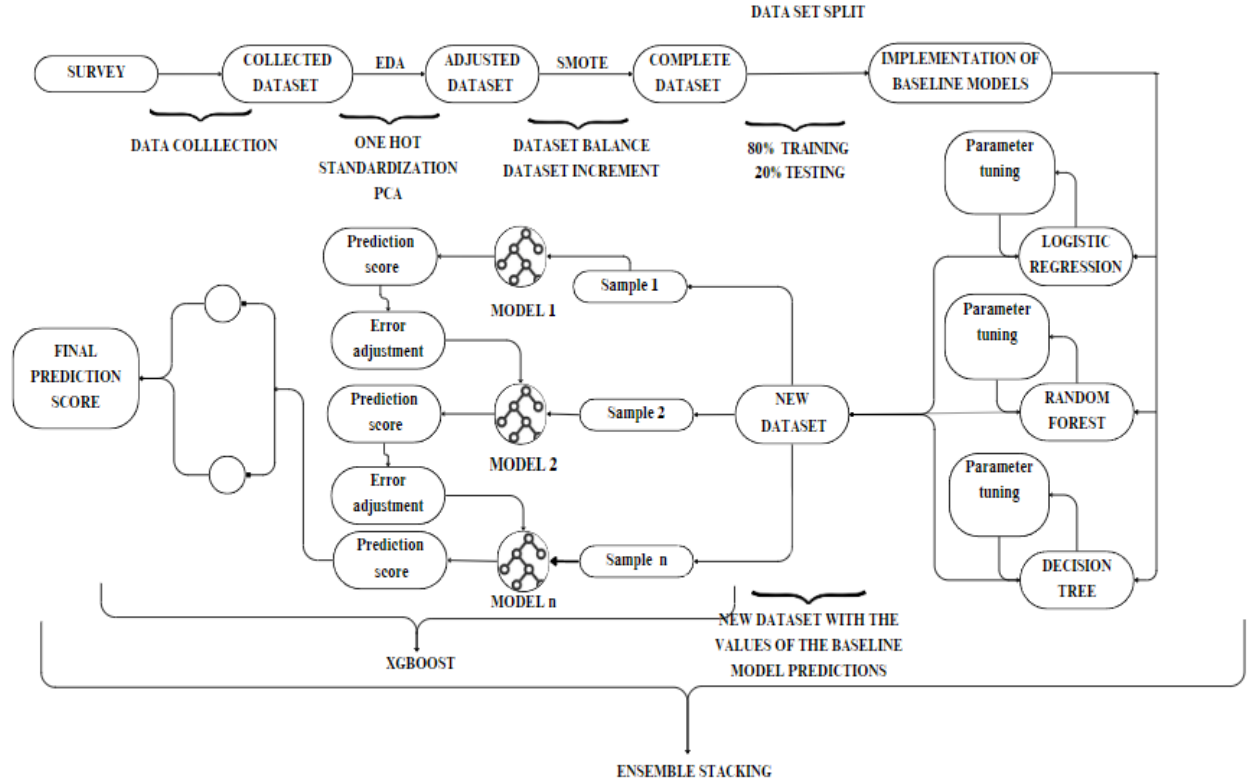 DATA SET SPLIT
SURVEY
COLLECTED
DATASET
EDA
ADJUSTED
DATASET
SMOTE
COMPLETE
DATASET
IMPLEMENTATION OF
BASELINE MODELS
DATA COLLLECTION
ONE HOT
STANDARDIZATION
PCA
DATASET BALANCE
DATASET INCREMENT
80% TRAINING
20% TESTING
Parameter
tuning
LOGISTIC
REGRESSION
Prediction
score
MODEL 1
Sample 1
Error
adjustment
Parameter
tuning
RANDOM
FOREST
FINAL
PREDICTION
SCORE
Prediction
score
MODEL 2
Sample 2
NEW
DATASET
Error
adjustment
Parameter
tuning
DECISION
TREE
Prediction
score
MODEL n
Sample n
NEW DATASET WITH THE
VALUES OF THE BASELINE
MODEL PREDICTIONS
XGBOOST
ENSEMBLE STACKING